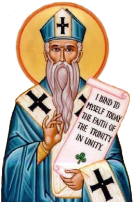 I BIND TO
MYSELF TODAY
THE FAITH OF
THE TRINITY
IN UNITY.